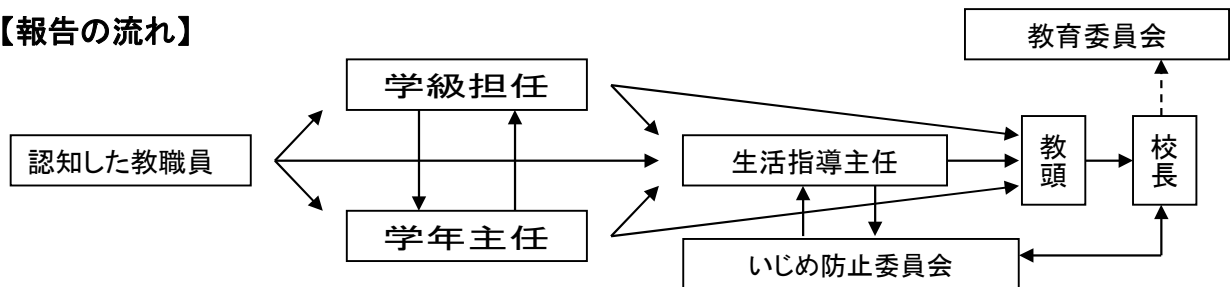 【報告の流れ】
教育委員会
学級担任
認知した教職員
生活指導主任
教頭
校長
学年主任
いじめ防止委員会